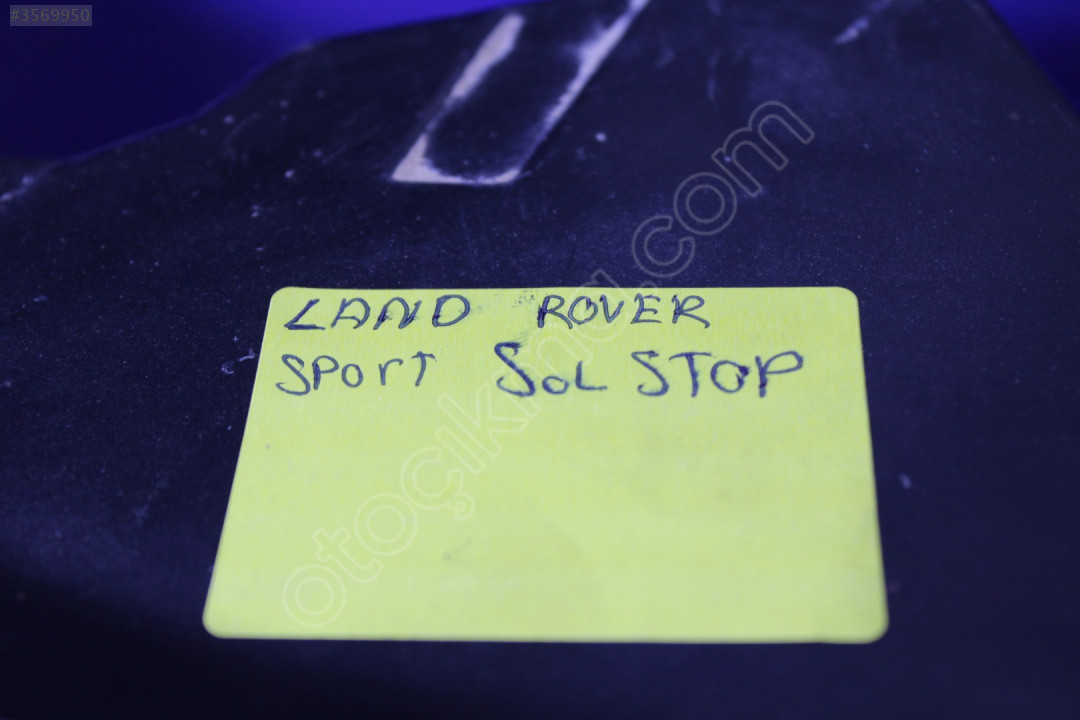 #3569950
LAND ROVER
SPORT SOL STOP
otoçıkma.com